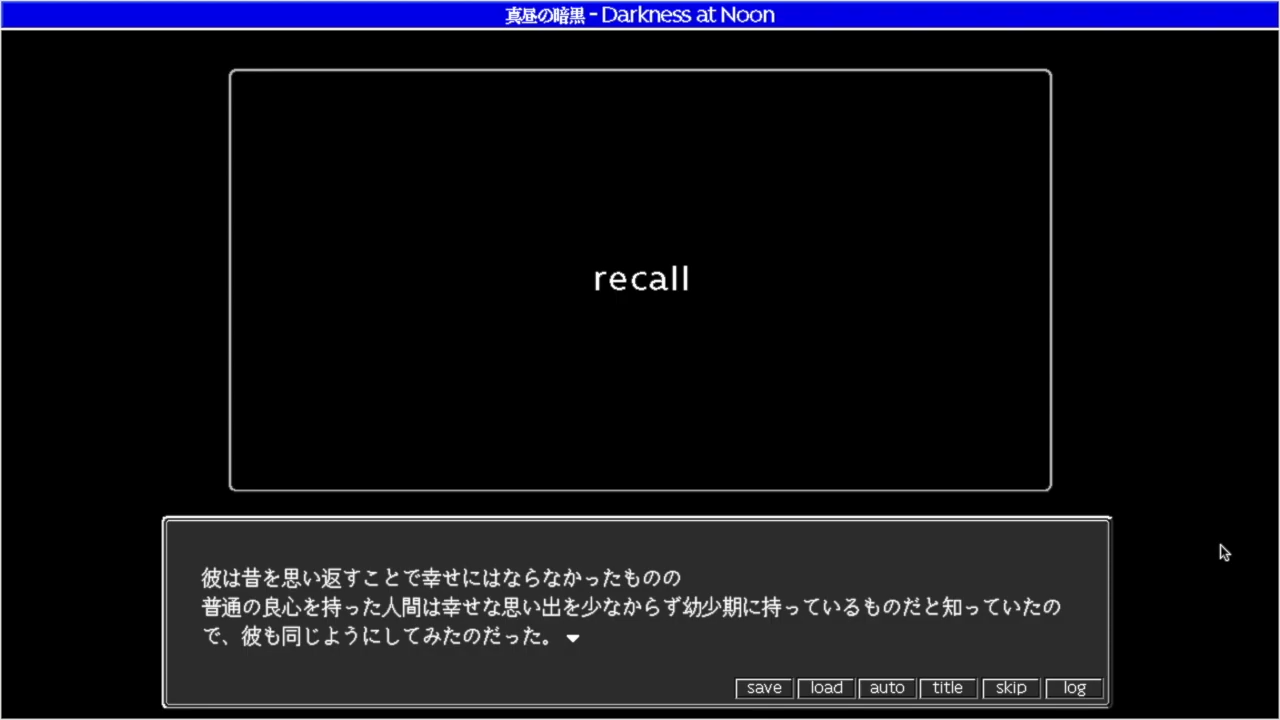 真昼の暗黒 - Darkness at Noon
recall
彼は昔を思い返すことで幸せにはならなかったものの
普通の良心を持った人間は幸せな思い出を少なからず幼少期に持っているものだと知っていたの
で、彼も同じようにしてみたのだった。
save load auto title skip log